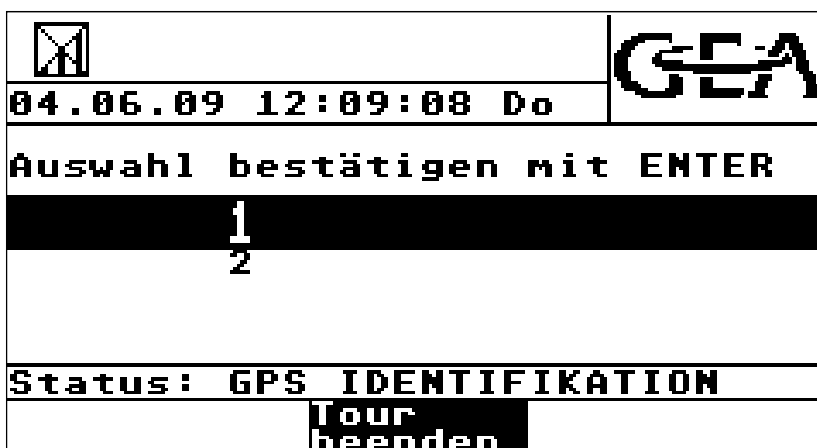 GEA
04.06.09 12:09:08 Do
Auswahl bestätigen mit ENTER
1
2
Status: GPS IDENTIFIKATION
Tour
beenden